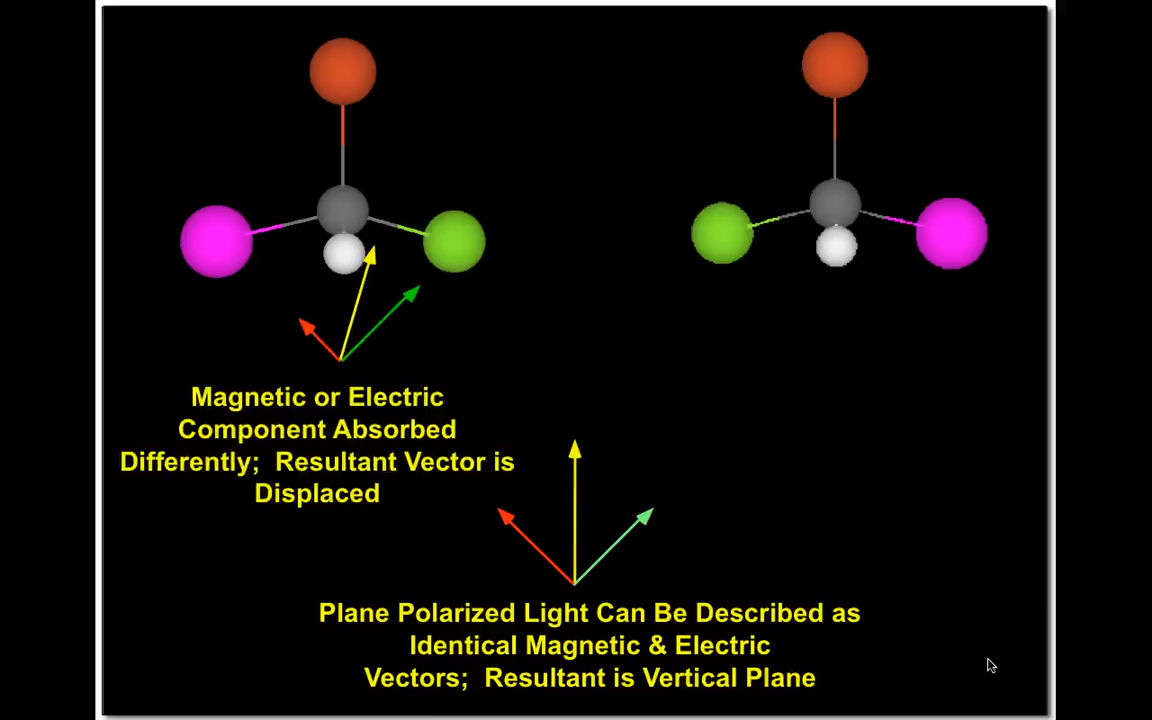 Magnetic or Electric
Component Absorbed
Differently;  Resultant Vector is
Displaced
Plane Polarized Light Can Be Described as
Identical Magnetic & Electric
Vectors;  Resultant is Vertical Plane